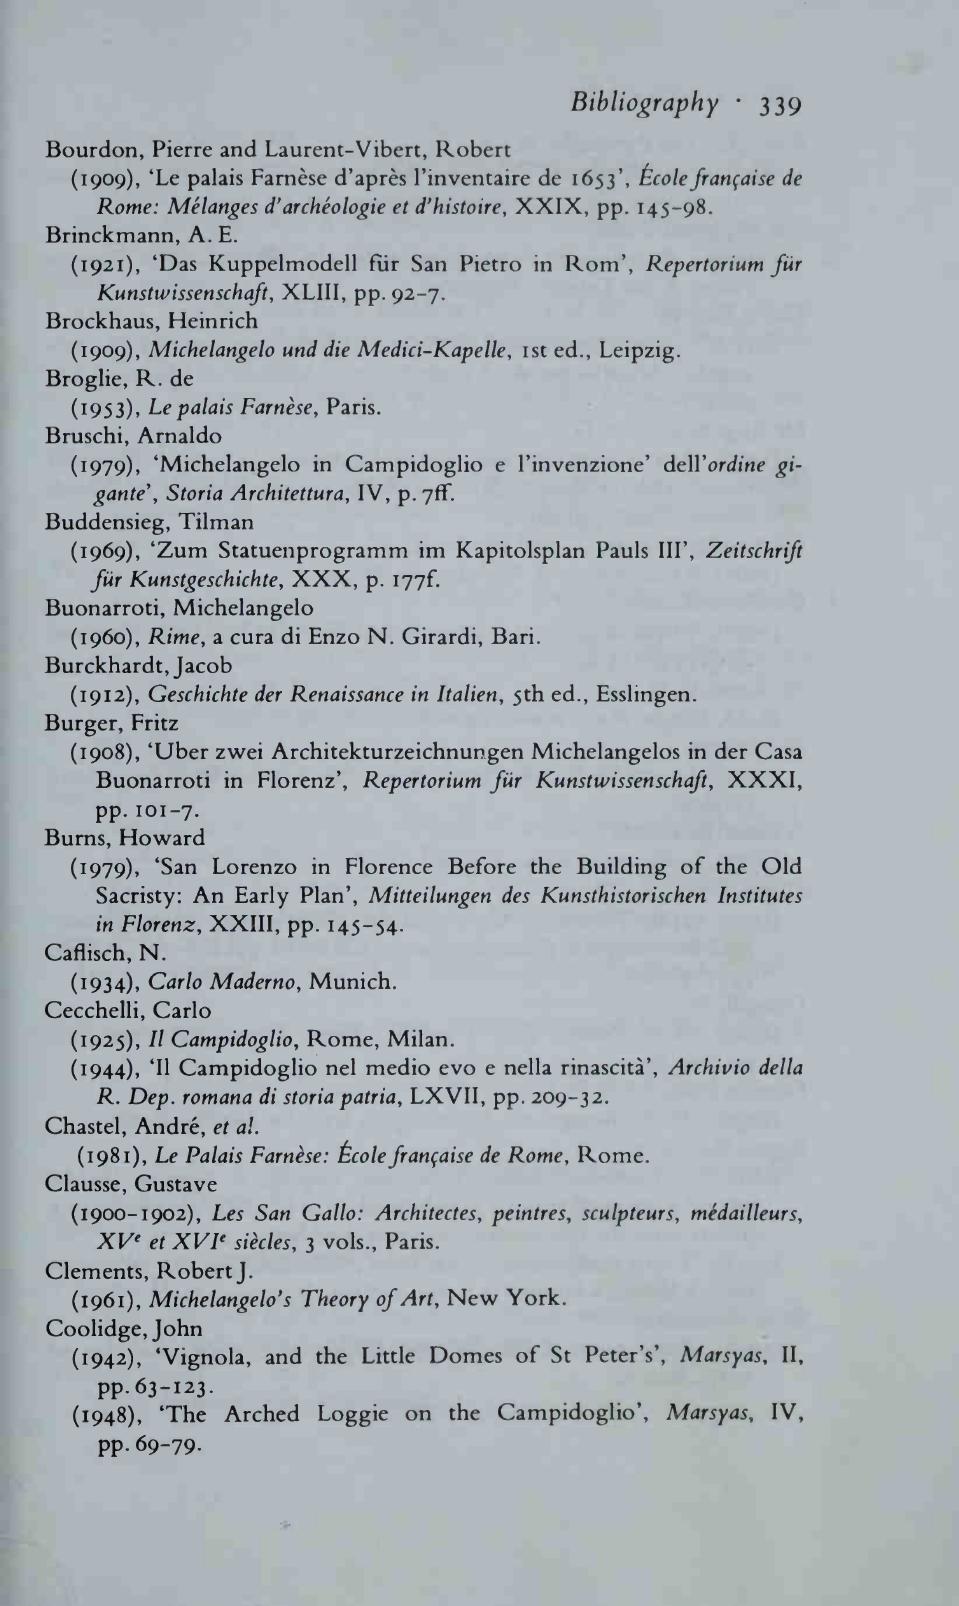 Bibliography · 339
Bourdon, Pierre and Laurent-Vibert, Robert
(1909), ‘Le palais Farnèse d’après l’inventaire de 1653’, École française de
Rome: Mélanges d’archéologie et d’histoire, XXIX, pp. 145–98.
Brinckmann, A. E.
(1921), ‘Das Kuppelmodell für San Pietro in Rom’, Repertorium für
Kunstwissenschaft, XLIII, pp. 92–7.
Brockhaus, Heinrich
(1909), Michelangelo und die Medici-Kapelle, 1st ed., Leipzig.
Broglie, R. de
(1953), Le palais Farnèse, Paris.
Bruschi, Arnaldo
(1979), ‘Michelangelo in Campidoglio e l’invenzione’ dell’ordine gi-
gante’, Storia Architettura, IV, p. 7ff.
Buddensieg, Tilman
(1969), ‘Zum Statuenprogramm im Kapitolsplan Pauls III’, Zeitschrift
für Kunstgeschichte, XXX, p. 177f.
Buonarroti, Michelangelo
(1960), Rime, a cura di Enzo N. Girardi, Bari.
Burckhardt, Jacob
(1912), Geschichte der Renaissance in Italien, 5th ed., Esslingen.
Burger, Fritz
(1908), ‘Uber zwei Architekturzeichnungen Michelangelos in der Casa
Buonarroti in Florenz’, Repertorium für Kunstwissenschaft, XXXI,
pp. 101–7.
Burns, Howard
(1979), ‘San Lorenzo in Florence Before the Building of the Old
Sacristy: An Early Plan’, Mitteilungen des Kunsthistorischen Institutes
in Florenz, XXIII, pp. 145–54.
Caflisch, N.
(1934), Carlo Maderno, Munich.
Cecchelli, Carlo
(1925), Il Campidoglio, Rome, Milan.
(1944), ‘Il Campidoglio nel medio evo e nella rinascità’, Archivio della
R. Dep. romana di storia patria, LXVII, pp. 209–32.
Chastel, André, et al.
(1981), Le Palais Farnèse: École française de Rome, Rome.
Clausse, Gustave
(1900–1902), Les San Gallo: Architectes, peintres, sculpteurs, médailleurs,
XVᵉ et XVIᵉ siècles, 3 vols., Paris.
Clements, Robert J.
(1961), Michelangelo’s Theory of Art, New York.
Coolidge, John
(1942), ‘Vignola, and the Little Domes of St Peter’s’, Marsyas, II,
pp. 63–123.
(1948), ‘The Arched Loggie on the Campidoglio’, Marsyas, IV,
pp. 69–79.